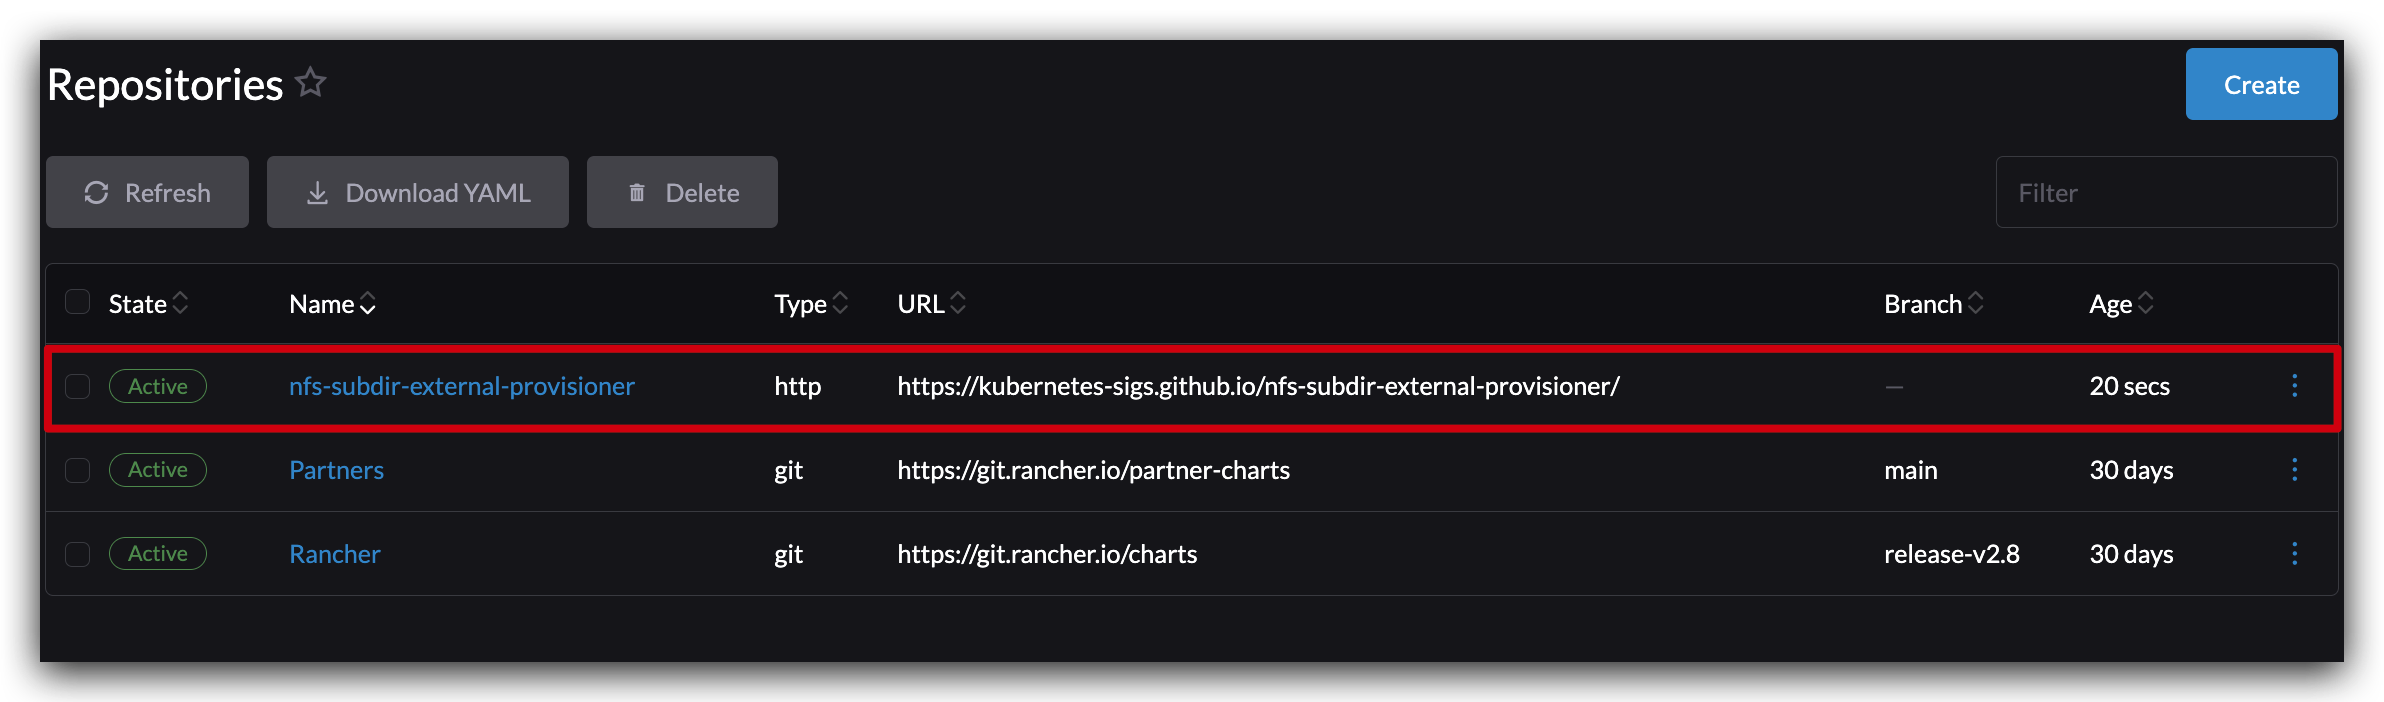 Repositories
Create
Refresh Download YAML Delete Filter
State Name Type URL Branch Age
Active nfs-subdir-external-provisioner http https://kubernetes-sigs.github.io/nfs-subdir-external-provisioner/ — 20 secs
Active Partners git https://git.rancher.io/partner-charts main 30 days
Active Rancher git https://git.rancher.io/charts release-v2.8 30 days